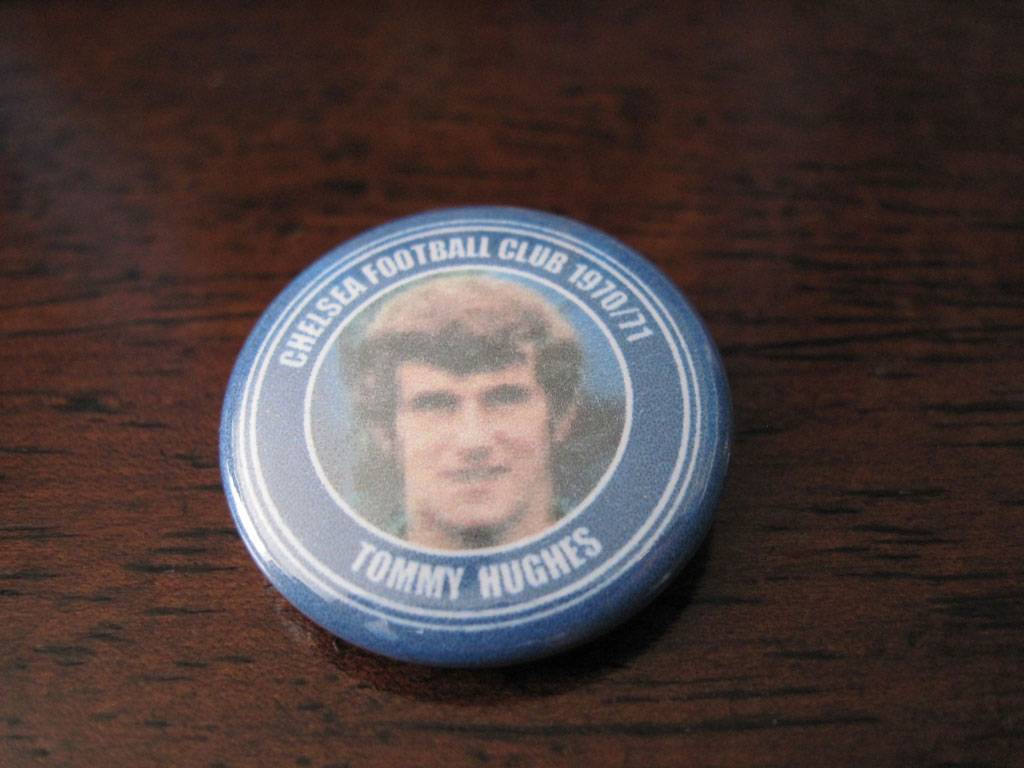 CHELSEA FOOTBALL CLUB 1970/71
TOMMY HUGHES